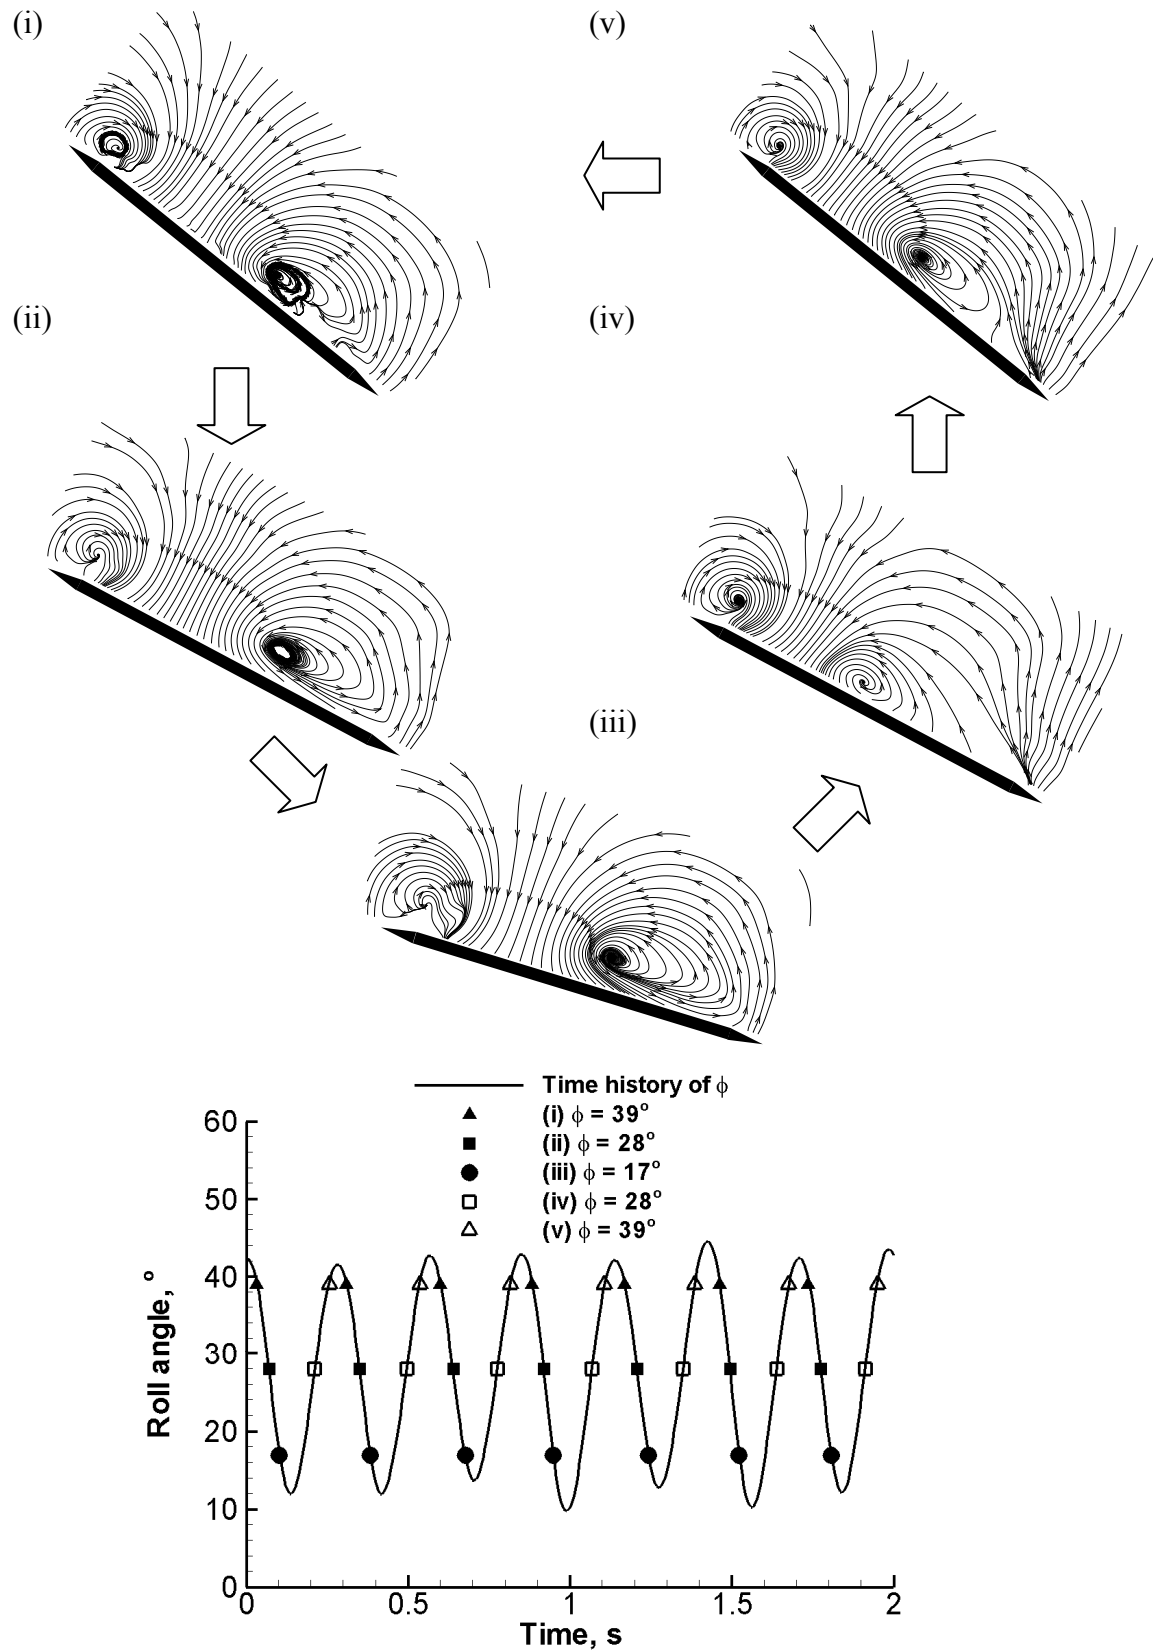 (i)
(v)
(ii)
(iv)
(iii)
Time history of ϕ
(i) ϕ = 39°
(ii) ϕ = 28°
(iii) ϕ = 17°
(iv) ϕ = 28°
(v) ϕ = 39°
60
50
40
30
20
10
0
Roll angle, °
0
0.5
1
1.5
2
Time, s